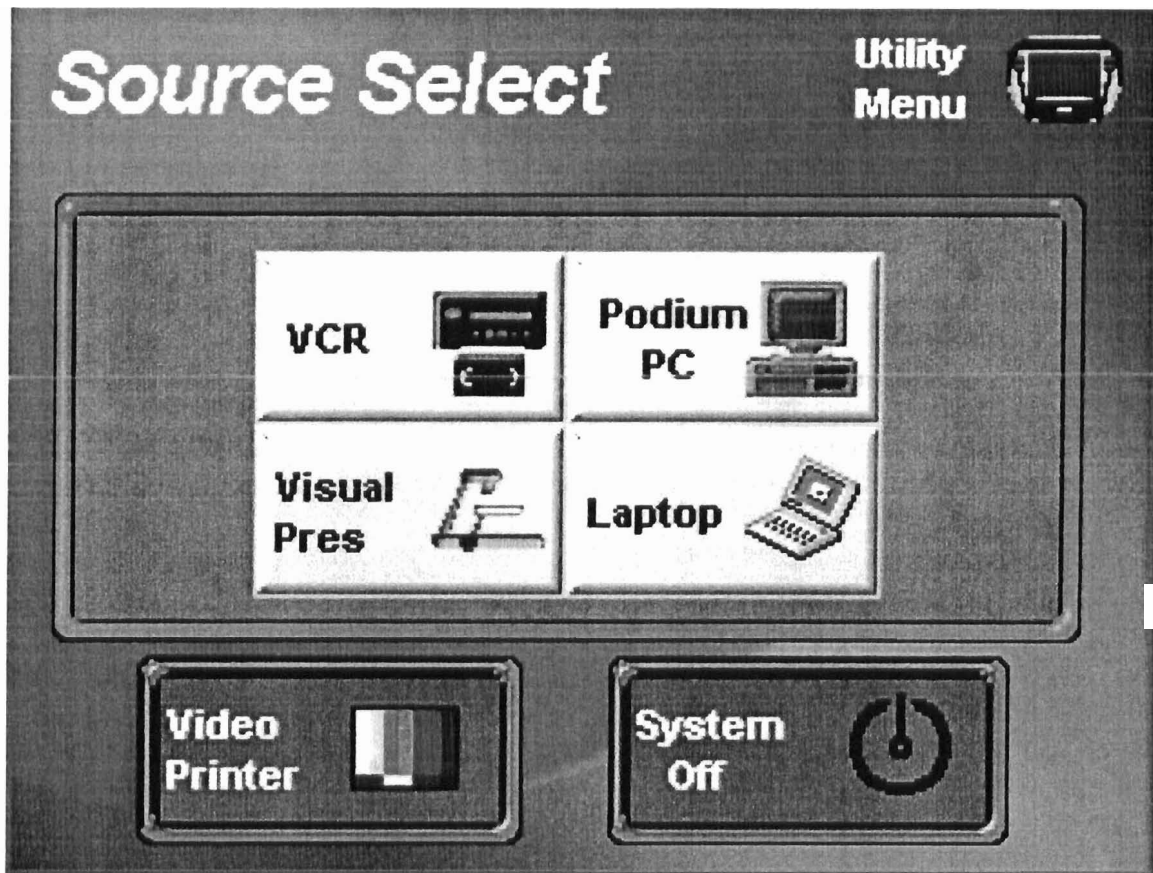 Source Select
Utility
Menu
VCR
Podium
PC
Visual
Pres
Laptop
Video
Printer
System
Off